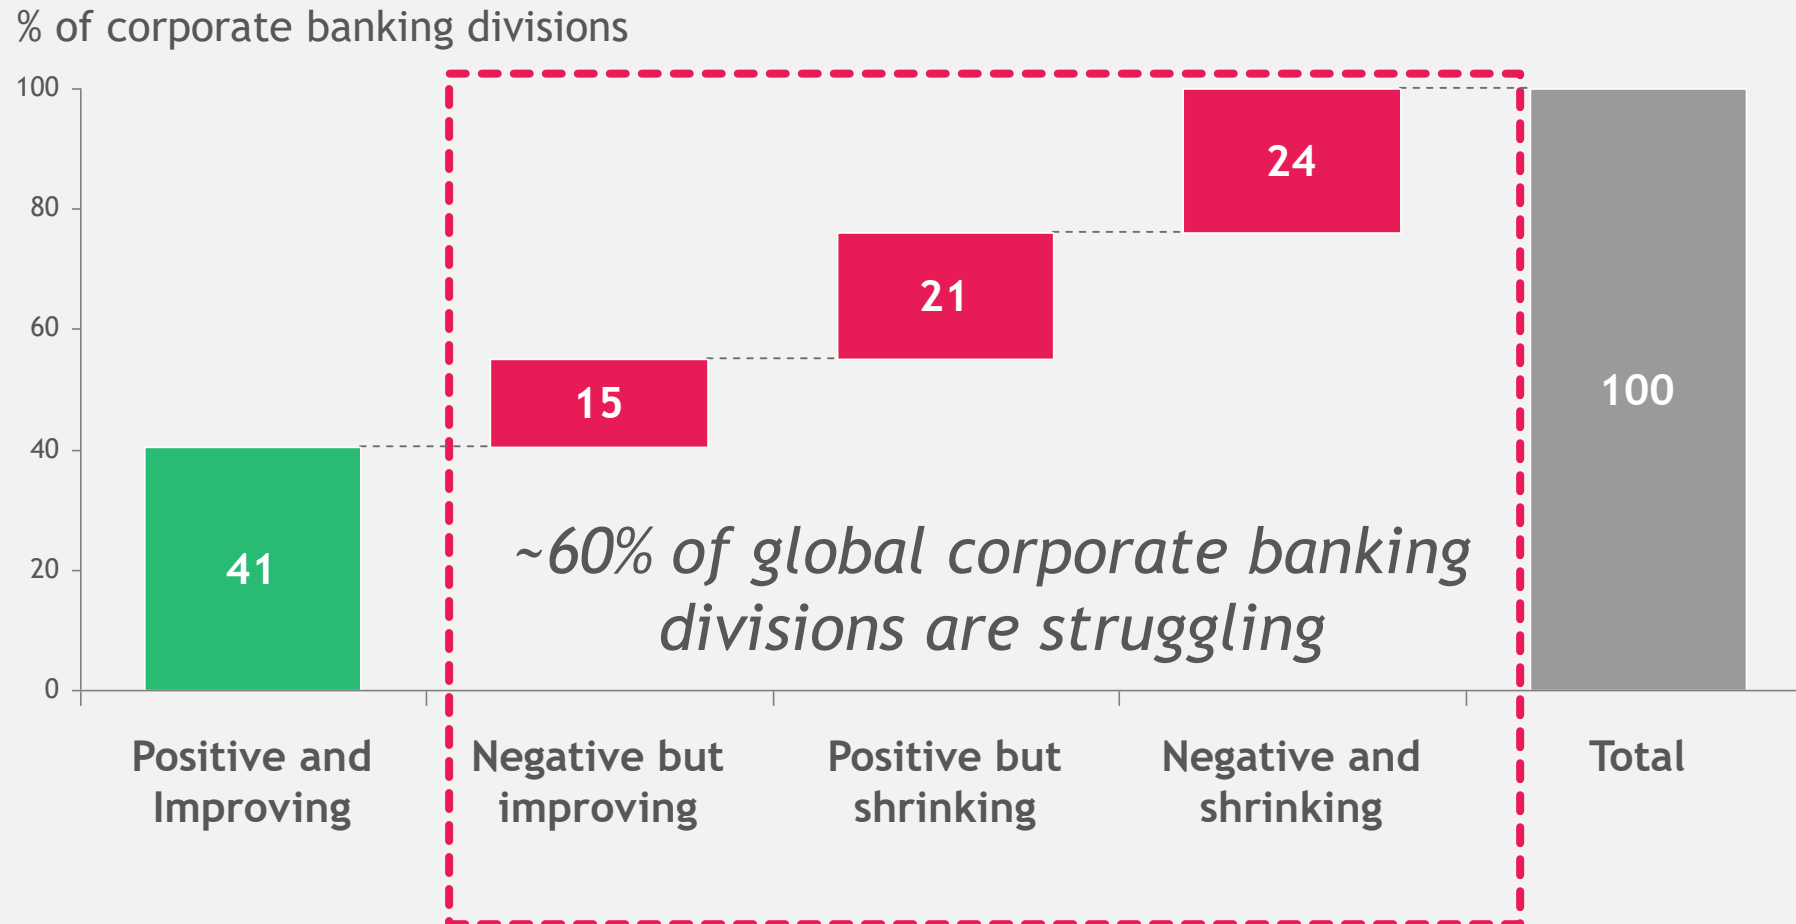 % of corporate banking divisions
100
80
60
40
20
0
41
15
21
24
100
~60% of global corporate banking
divisions are struggling
Positive and
Improving
Negative but
improving
Positive but
shrinking
Negative and
shrinking
Total